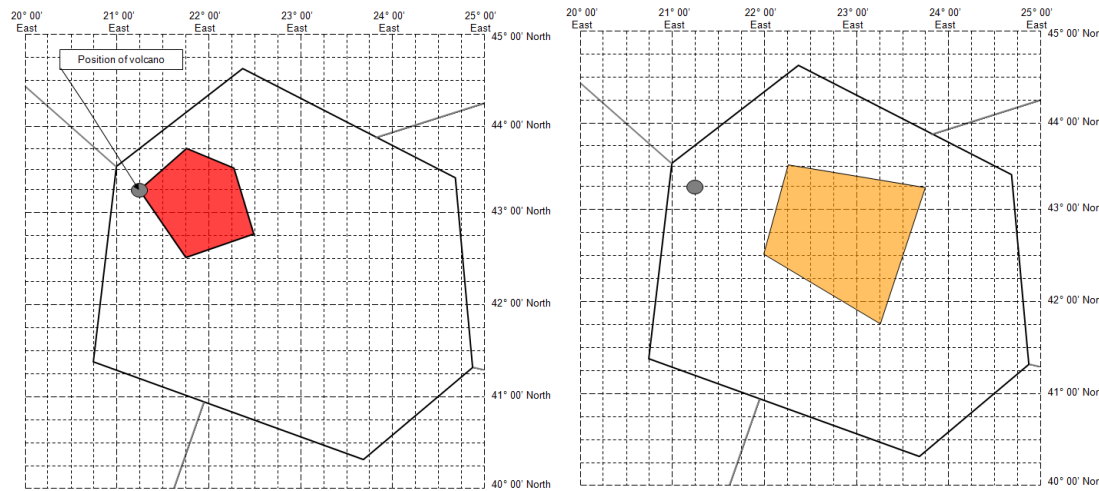 20° 00' 21° 00' 22° 00' 23° 00' 24° 00' 25° 00'
East East East East East East
45° 00' North
Position of volcano
44° 00' North
43° 00' North
42° 00' North
41° 00' North
40° 00' North
20° 00' 21° 00' 22° 00' 23° 00' 24° 00' 25° 00'
East East East East East East
45° 00' Nor
44° 00' Nor
43° 00' Nor
42° 00' Nor
41° 00' Nor
40° 00' Nor